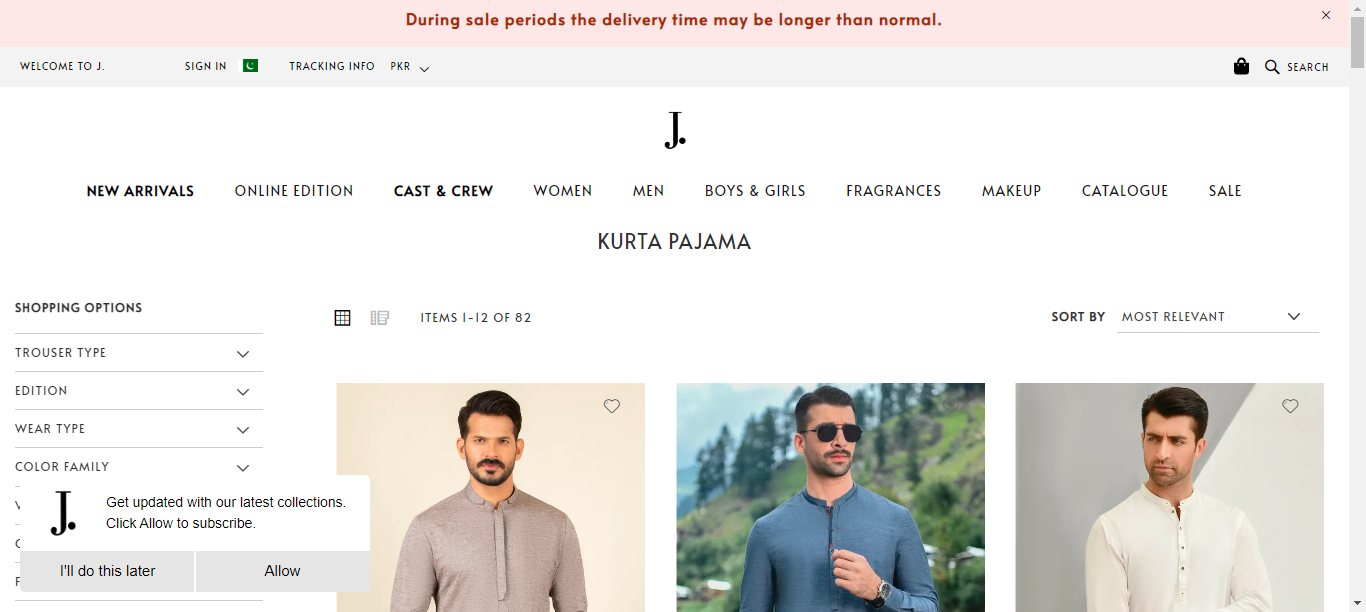 During sale periods the delivery time may be longer than normal.
WELCOME TO J.
SIGN IN
TRACKING INFO
PKR
SEARCH
J.
NEW ARRIVALS
ONLINE EDITION
CAST & CREW
WOMEN
MEN
BOYS & GIRLS
FRAGRANCES
MAKEUP
CATALOGUE
SALE
KURTA PAJAMA
SHOPPING OPTIONS
ITEMS 1-12 OF 82
SORT BY
MOST RELEVANT
TROUSER TYPE
EDITION
WEAR TYPE
COLOR FAMILY
J.
Get updated with our latest collections.
Click Allow to subscribe.
I'll do this later
Allow